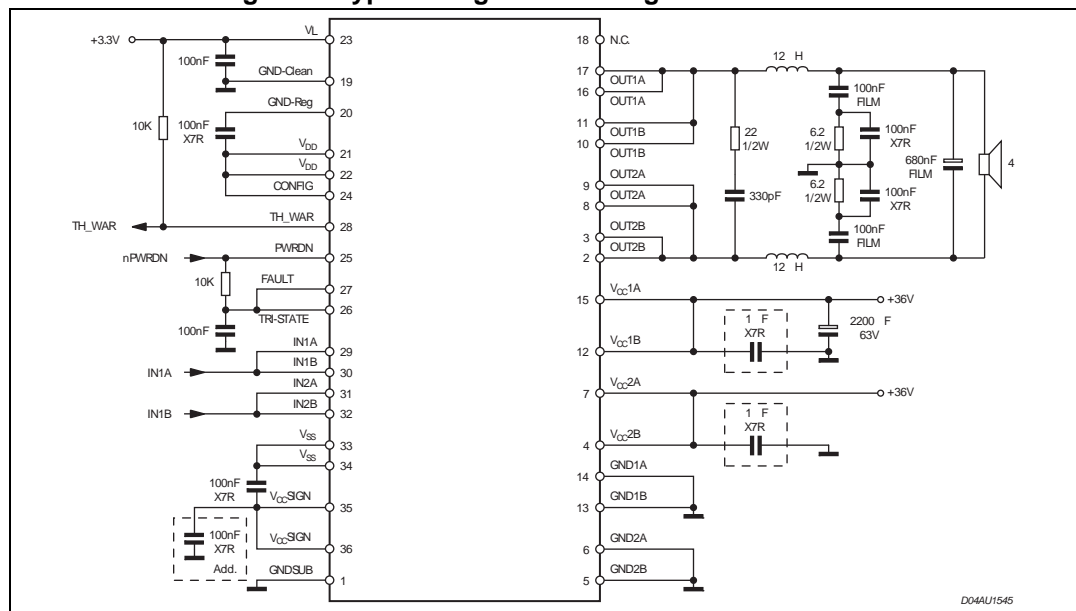 +3.3V
VL
23
100nF
GND-Clean
19
GND-Reg
20
10K
100nF
X7R
VDD
21
VDD
22
CONFIG
24
TH_WAR
TH_WAR
28
nPWRDN
PWRDN
25
10K
FAULT
27
TRI-STATE
26
100nF
IN1A
29
IN1A
IN1B
30
IN2A
31
IN1B
IN2B
32
VSS
33
VSS
34
100nF
X7R
VCCSIGN
35
100nF
X7R
Add.
VCCSIGN
36
GNDSUB
1
18 N.C.
17
OUT1A
16
OUT1A
11
OUT1B
10
OUT1B
9
OUT2A
8
OUT2A
3
OUT2B
2
OUT2B
12 H
22
1/2W
330pF
100nF
FILM
6.2
1/2W
100nF
X7R
6.2
1/2W
100nF
X7R
100nF
FILM
680nF
FILM
4
12 H
15
VCC1A
+36V
1 F
X7R
2200 F
63V
12
VCC1B
7
VCC2A
+36V
1 F
X7R
4
VCC2B
14
GND1A
13
GND1B
6
GND2A
5
GND2B
D04AU1545